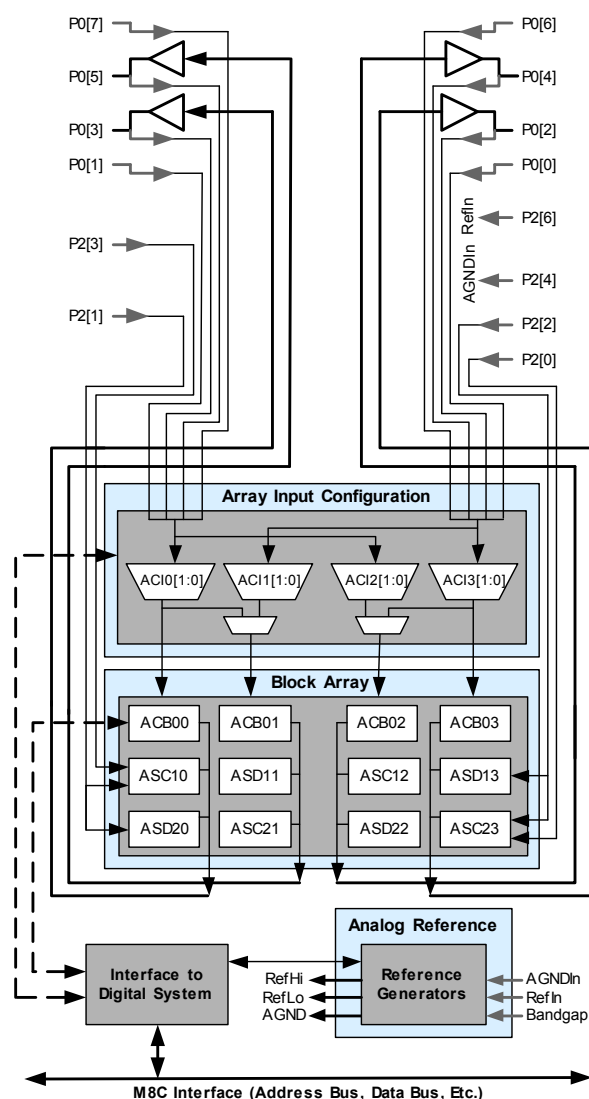 P0[7]
P0[6]
P0[5]
P0[4]
P0[3]
P0[2]
P0[1]
P0[0]
AGNDIn RefIn
P2[6]
P2[3]
P2[4]
P2[1]
P2[2]
P2[0]
Array Input Configuration
ACI0[1:0]
ACI1[1:0]
ACI2[1:0]
ACI3[1:0]
Block Array
ACB00
ACB01
ACB02
ACB03
ASC10
ASD11
ASC12
ASD13
ASD20
ASC21
ASD22
ASC23
Analog Reference
Interface to
Digital System
RefHi
RefLo
AGND
Reference
Generators
AGNDIn
RefIn
Bandgap
M8C Interface (Address Bus, Data Bus, Etc.)